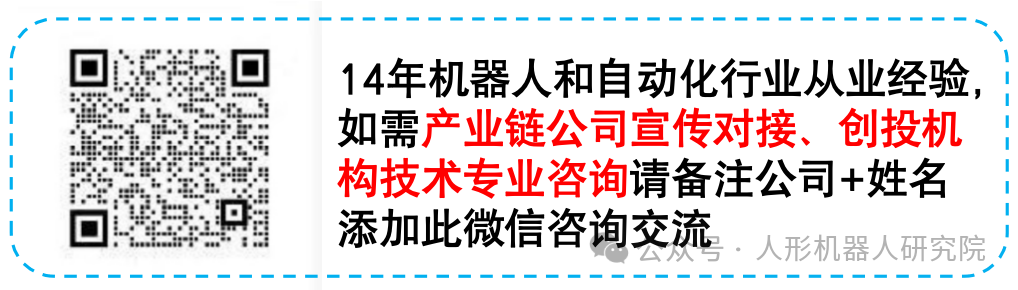 14年机器人和自动化行业从业经验,
如需产业链公司宣传对接、创投机
构技术专业咨询请备注公司+姓名
添加此微信咨询交流
公众号 · 人形机器人研究院